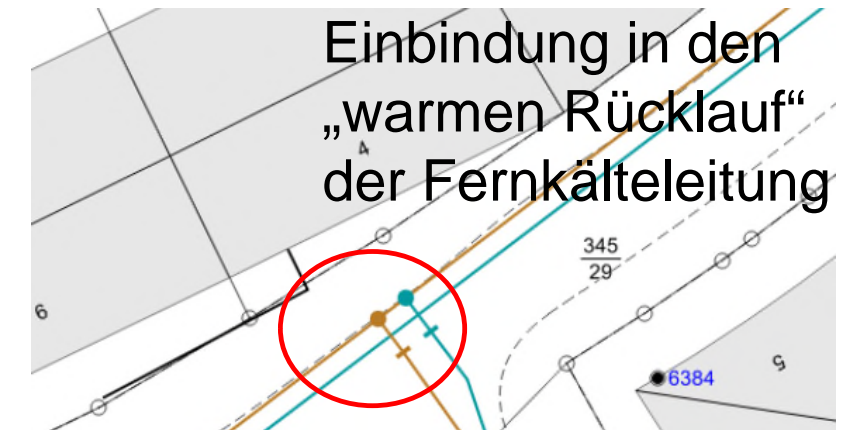 Einbindung in den
„warmen Rücklauf“
der Fernkälteleitung
4
345
29
6
5
6384